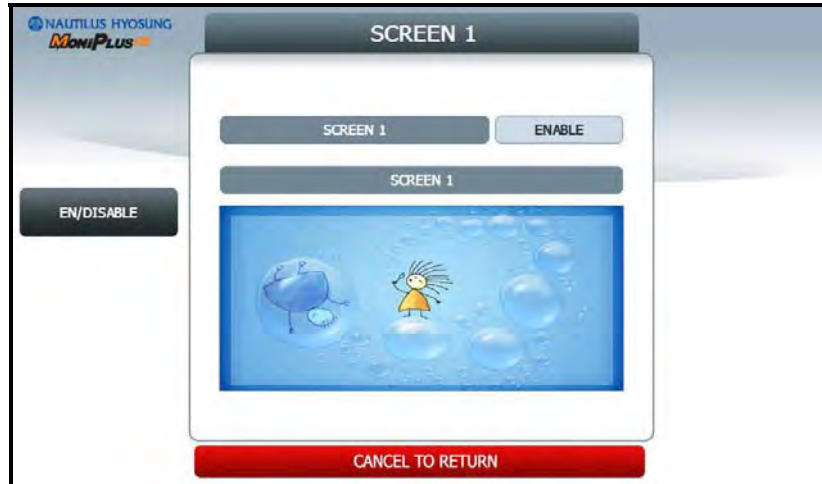 NAUTILUS HYOSUNG
MONIPLUS
SCREEN 1
SCREEN 1
ENABLE
SCREEN 1
EN/DISABLE
CANCEL TO RETURN